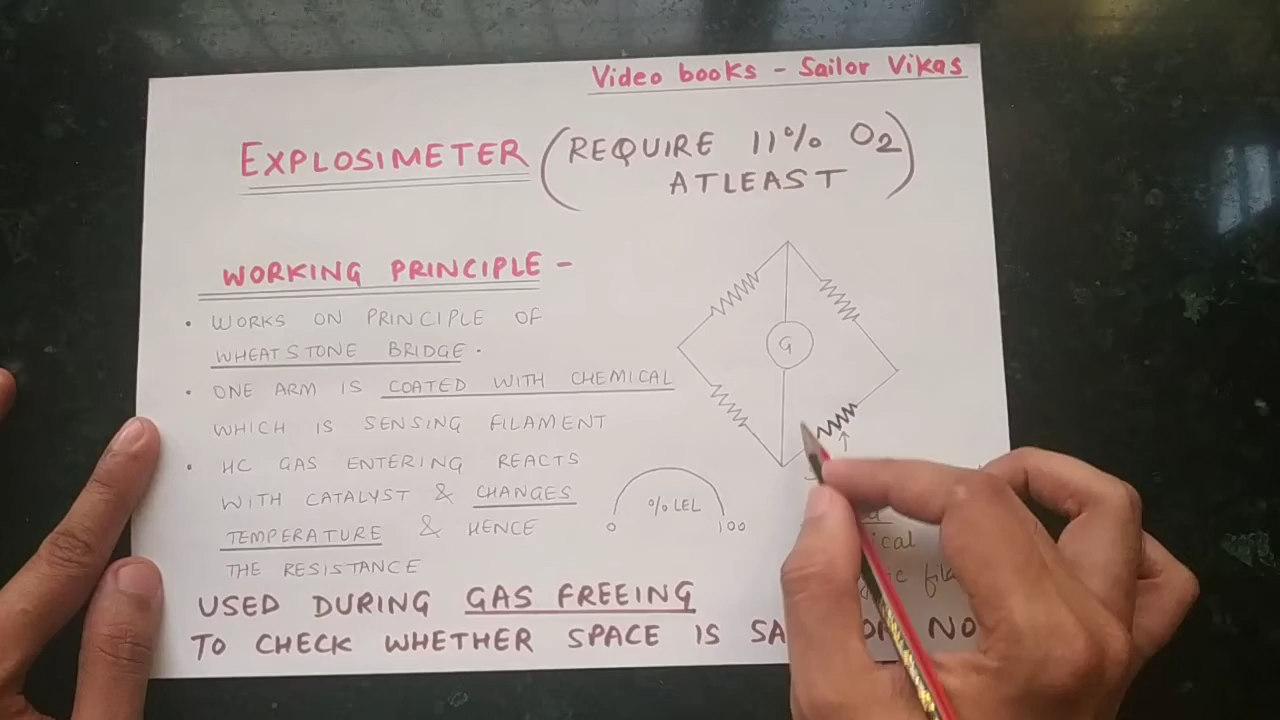 Video books - Sailor Vikas
EXPLOSIMETER (REQUIRE 11% O2
ATLEAST)
WORKING PRINCIPLE -
• WORKS ON PRINCIPLE OF
WHEATSTONE BRIDGE.
• ONE ARM IS COATED WITH CHEMICAL
WHICH IS SENSING FILAMENT
• HC GAS ENTERING REACTS
WITH CATALYST & CHANGES
TEMPERATURE & HENCE
THE RESISTANCE
G
% LEL
0 100
USED DURING GAS FREEING
TO CHECK WHETHER SPACE IS